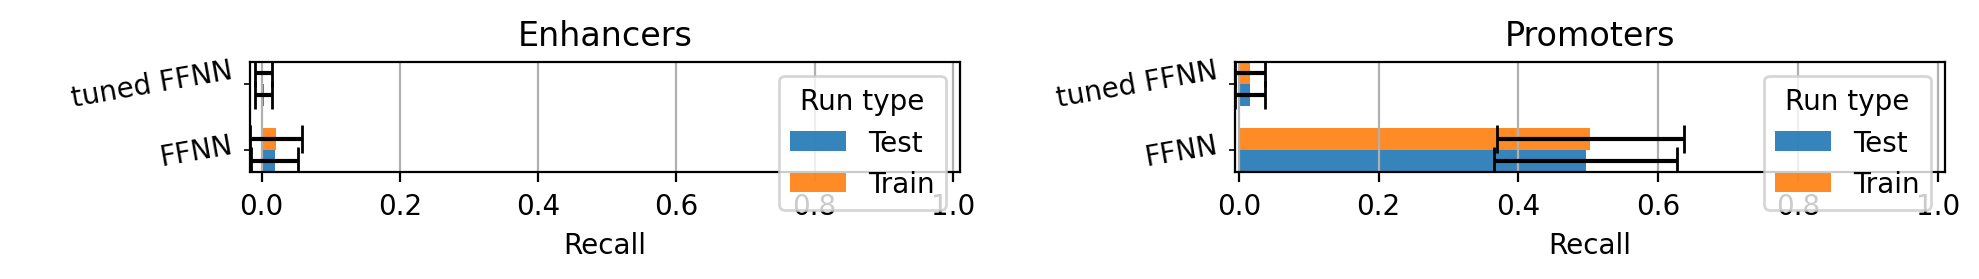 Enhancers
tuned FFNN
FFNN
Run type
Test
Train
0.0 0.2 0.4 0.6 0.8 1.0
Recall
Promoters
tuned FFNN
FFNN
Run type
Test
Train
0.0 0.2 0.4 0.6 0.8 1.0
Recall